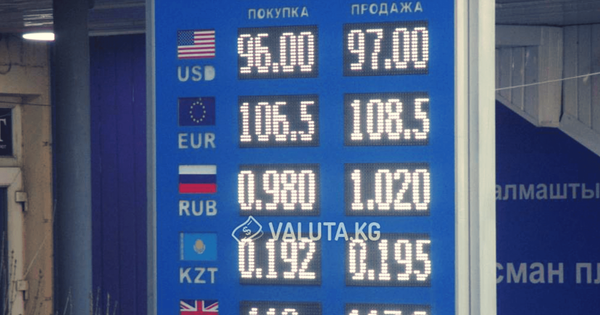 ПОКУПКА ПРОДАЖА
USD 96.00 97.00
EUR 106.5 108.5
RUB 0.980 1.020
VALUTA.KG
KZT 0.192 0.195
алмашты
сман пл